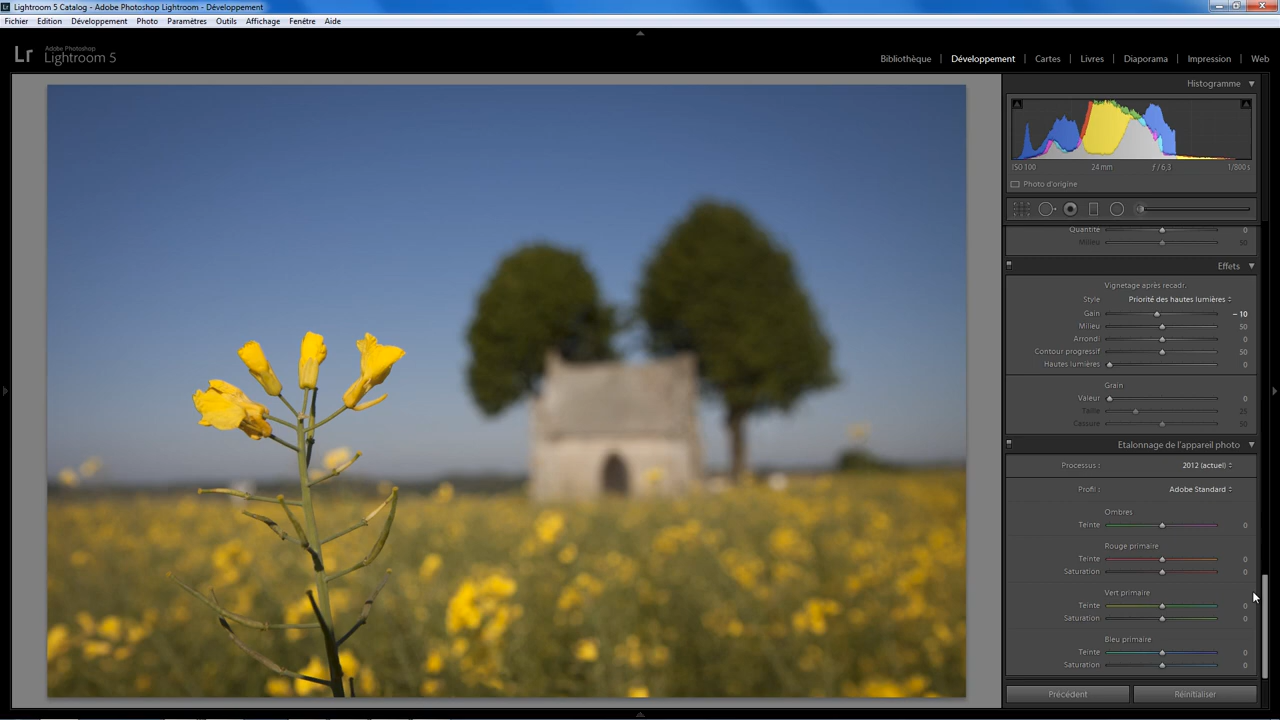 Lightroom 5 Catalog - Adobe Photoshop Lightroom - Développement
Fichier Edition Développement Photo Paramètres Outils Affichage Fenêtre Aide
Lr Adobe Photoshop Lightroom 5
Bibliothèque | Développement | Cartes | Livres | Diaporama | Impression | Web
Histogramme
ISO 100 24 mm ƒ / 6,3 1/800 s
Photo d'origine
Quantité 0
Milieu 50
Effets
Vignetage après recadr.
Style Priorité des hautes lumières
Gain – 10
Milieu 50
Arrondi 0
Contour progressif 50
Hautes lumières 0
Grain
Valeur 0
Taille 25
Cassure 50
Etalonnage de l'appareil photo
Processus : 2012 (actuel)
Profil : Adobe Standard
Ombres
Teinte 0
Rouge primaire
Teinte 0
Saturation 0
Vert primaire
Teinte 0
Saturation 0
Bleu primaire
Teinte 0
Saturation 0
Précédent Réinitialiser